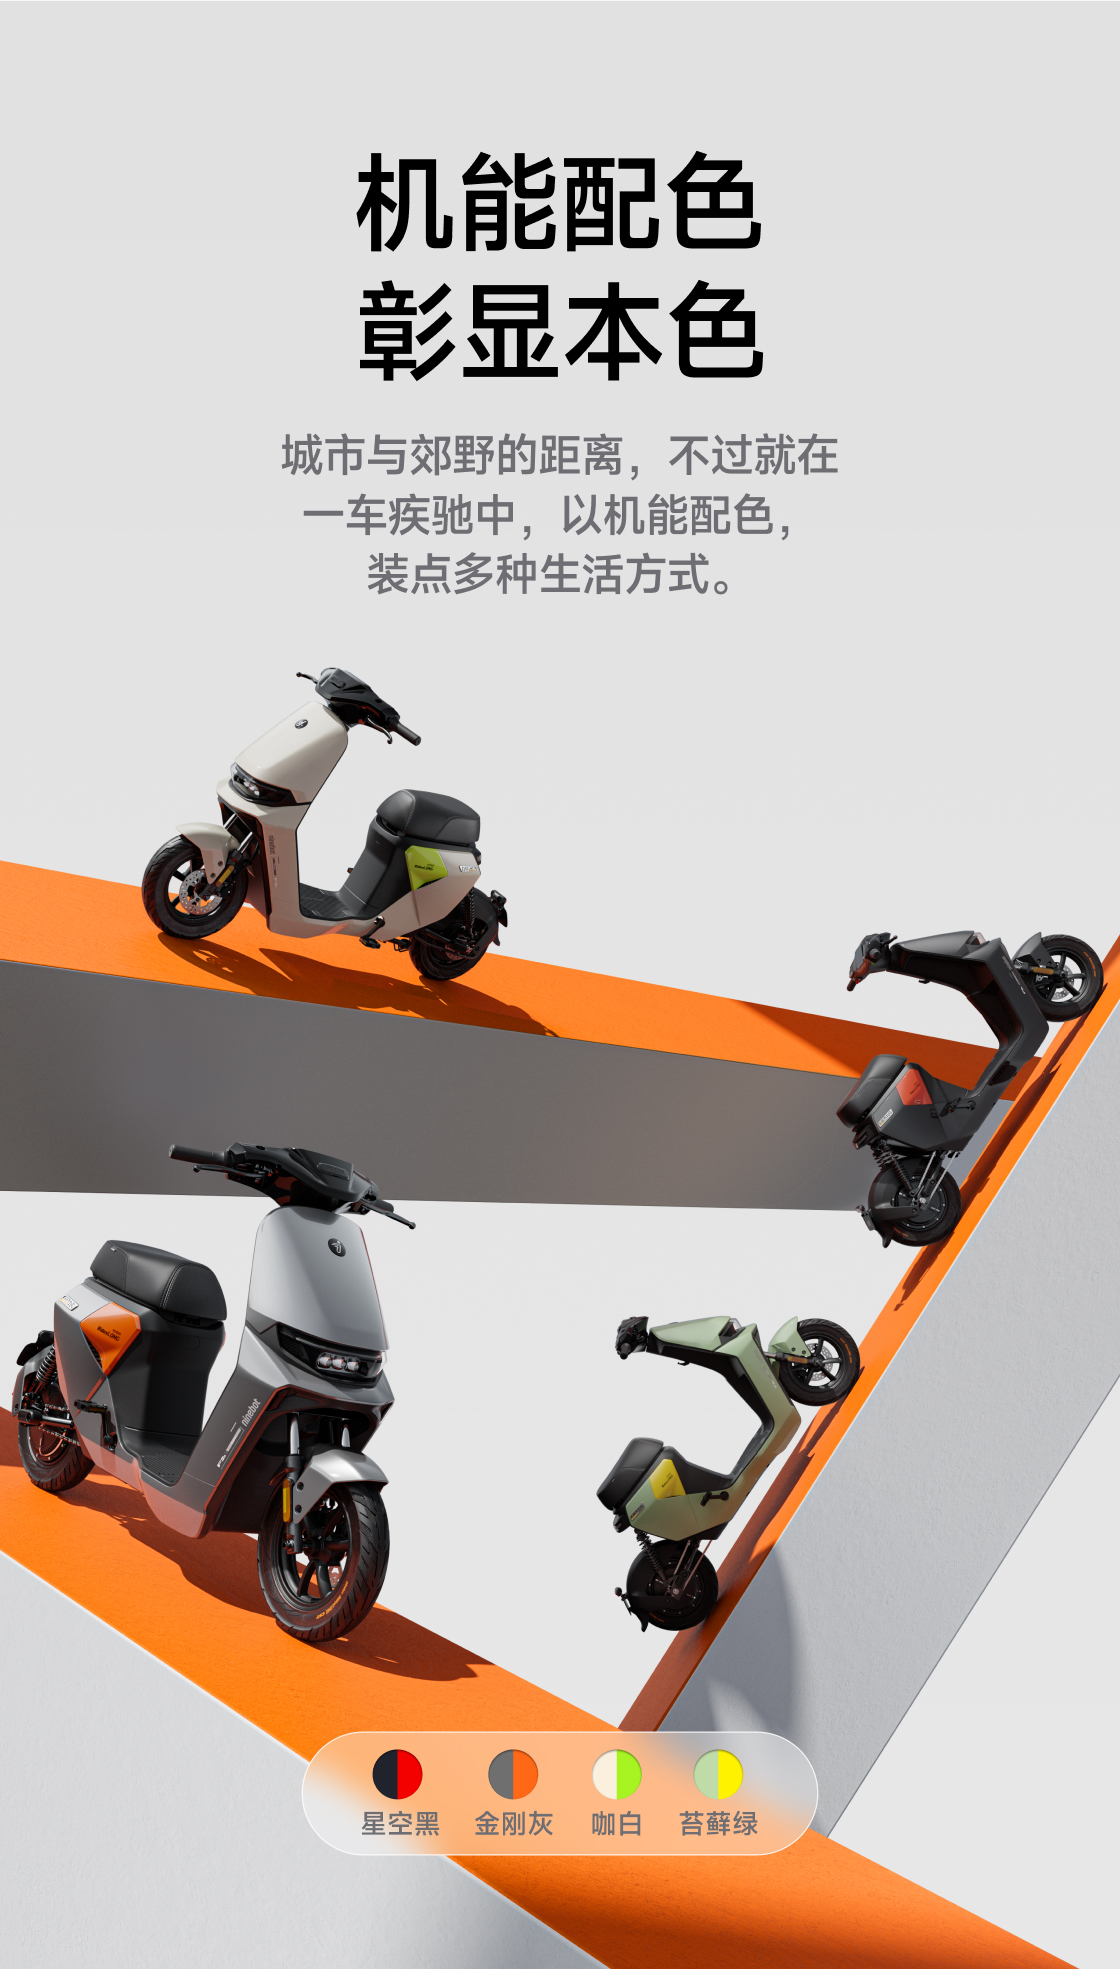 机能配色
彰显本色
城市与郊野的距离，不过就在
一车疾驰中，以机能配色，
装点多种生活方式。
ninebot
星空黑
金刚灰
咖白
苔藓绿